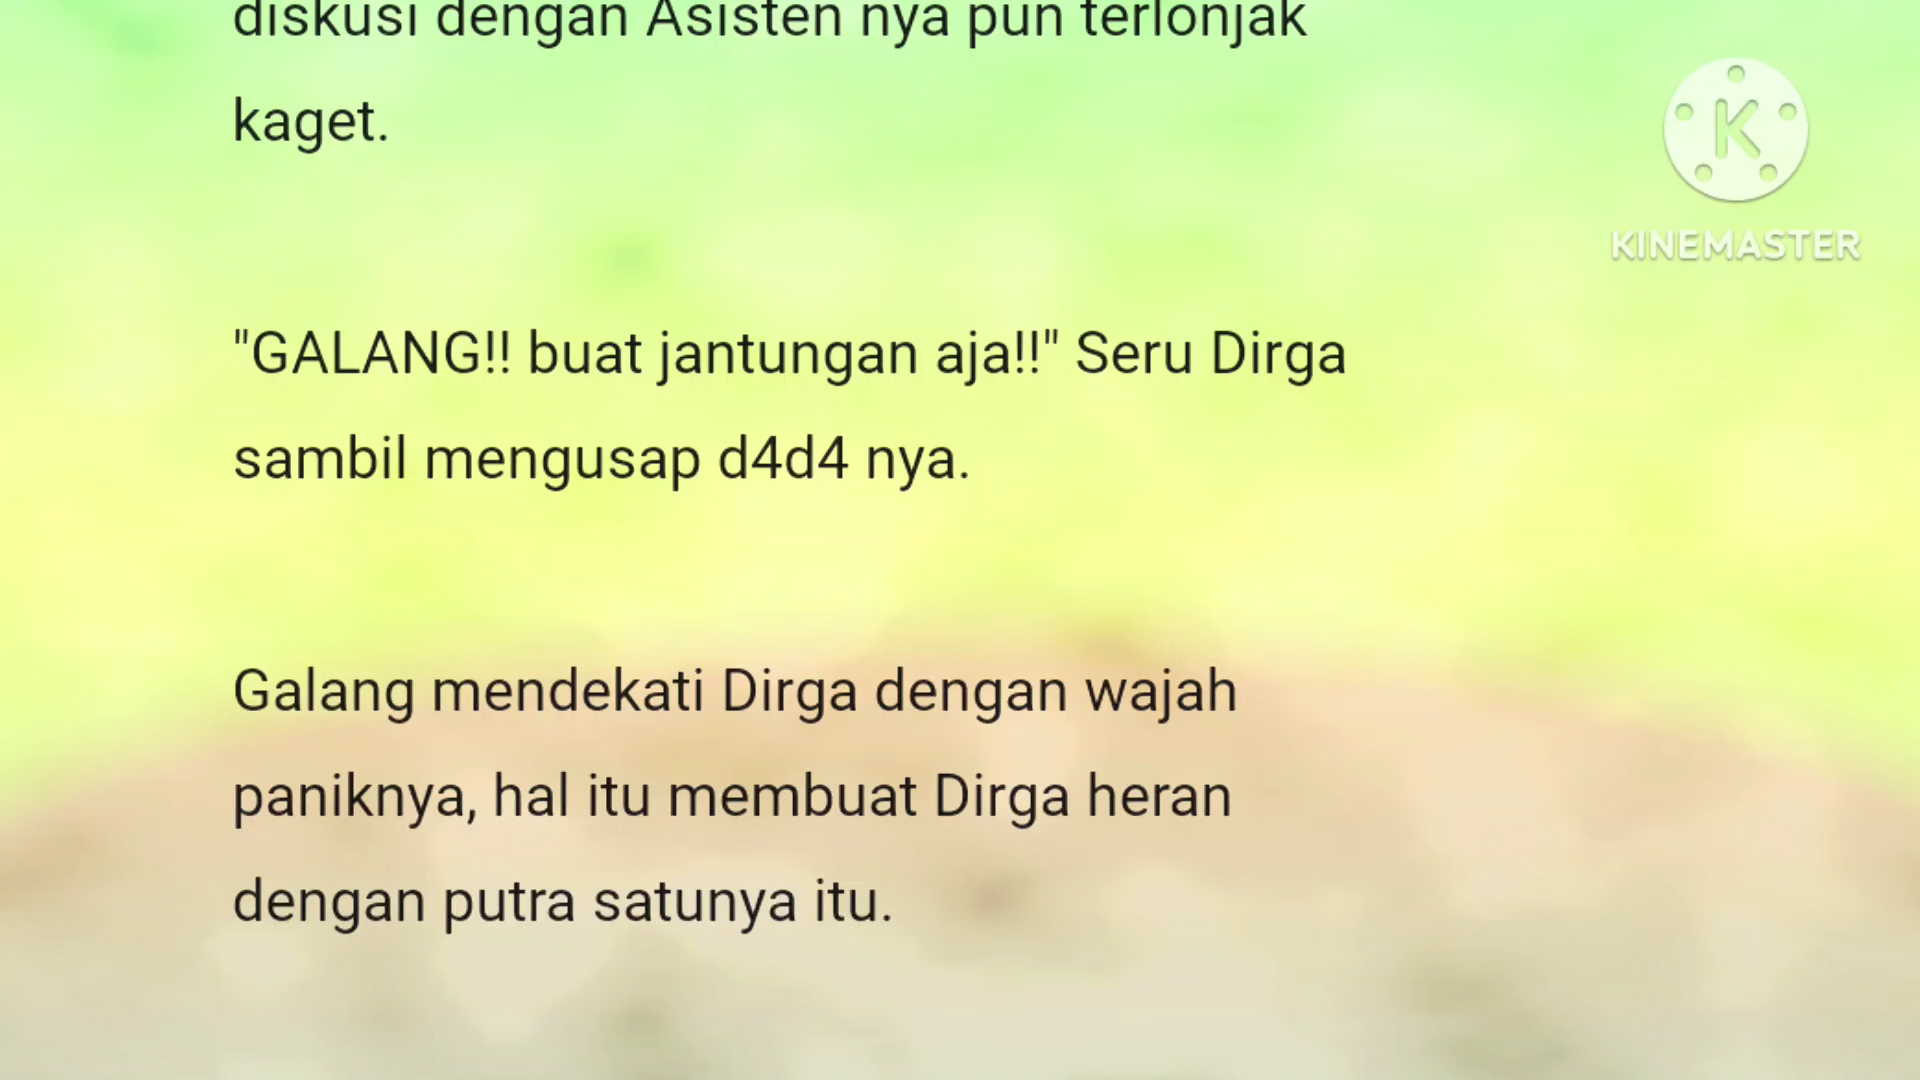 diskusi dengan Asisten nya pun terlonjak
kaget.
"GALANG!! buat jantungan aja!!" Seru Dirga
sambil mengusap d4d4 nya.
Galang mendekati Dirga dengan wajah
paniknya, hal itu membuat Dirga heran
dengan putra satunya itu.
K
KINEMASTER